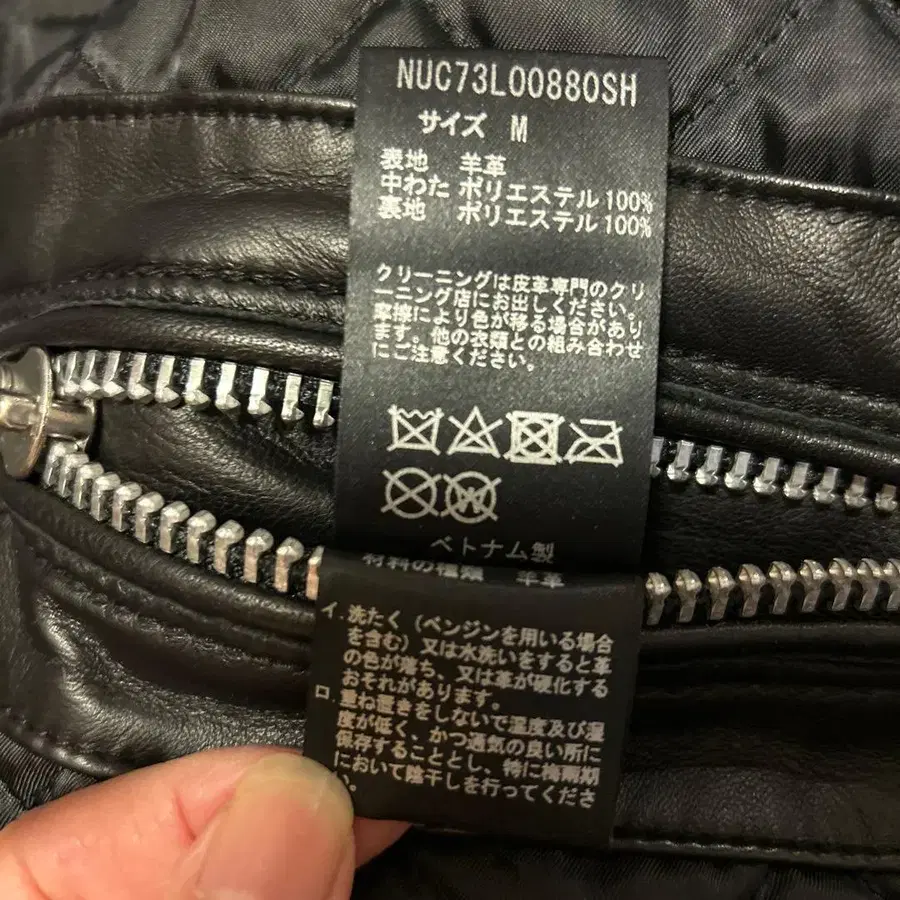 NUC73L00880SH
サイズ M
表地 羊革
中わた ポリエステル100%
裏地 ポリエステル100%
クリーニングは皮革専門のクリ
ーニング店にお出しください。
摩擦により色が移る場合があり
ます。他の衣類との組み合わせ
にご注意ください。
W
ベトナム製
材料の種類 羊革
イ.洗たく(ベンジンを用いる場合
を含む)又は水洗いをすると革
の色が落ち、又は革が硬化する
おそれがあります。
ロ.重ね置きをしないで温度及び湿
度が低く、かつ通気の良い所に
保存することとし、特に梅雨期
において陰干しを行ってくださ
い。